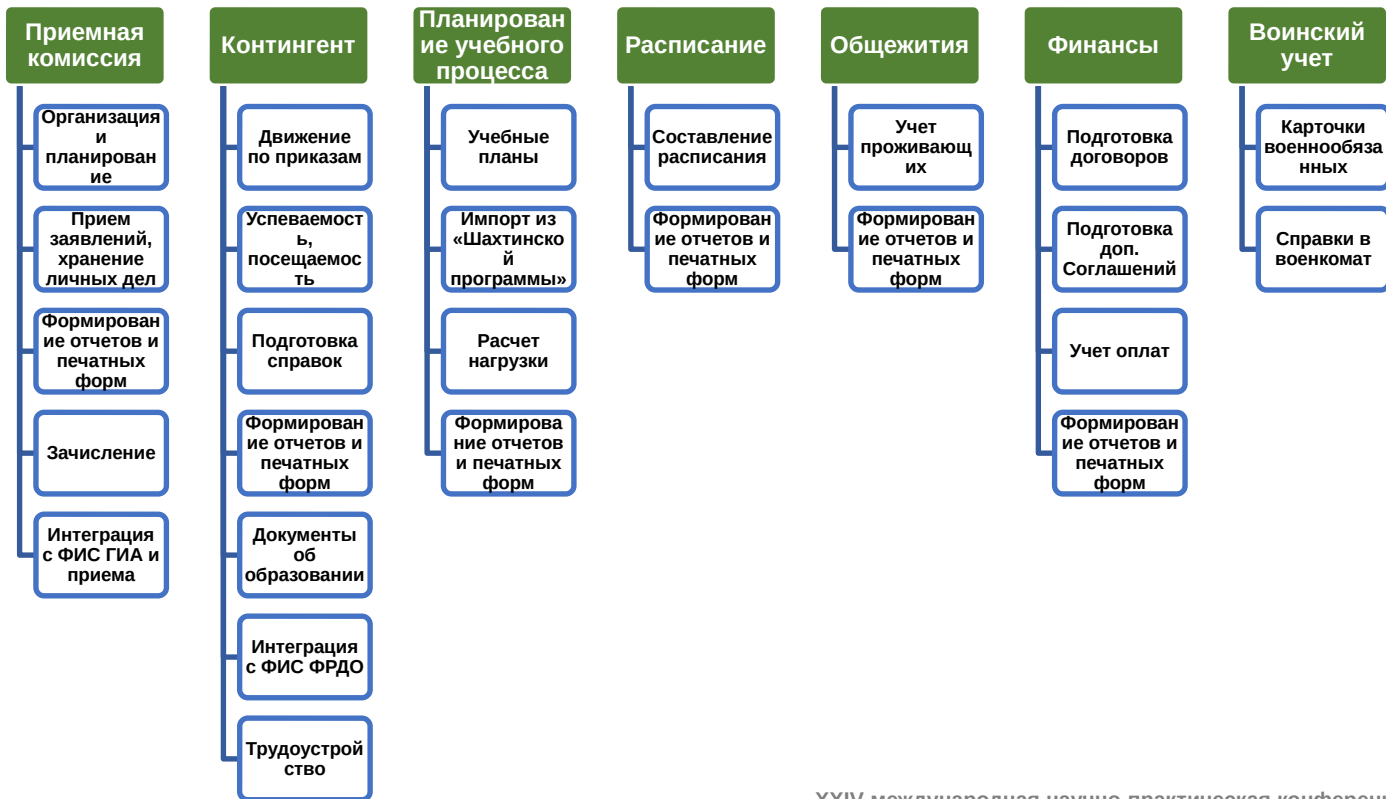 Приемная
комиссия
Организация
и
планирован
ие
Прием
заявлений,
хранение
личных дел
Формирован
ие отчетов и
печатных
форм
Зачисление
Интеграция
с ФИС ГИА и
приема
Контингент
Движение
по приказам
Успеваемост
ь,
посещаемос
ть
Подготовка
справок
Формирован
ие отчетов и
печатных
форм
Документы
об
образовании
Интеграция
с ФИС ФРДО
Трудоустрой
ство
Планирован
ие учебного
процесса
Учебные
планы
Импорт из
«Шахтинско
й
программы»
Расчет
нагрузки
Формирова
ние отчетов
и печатных
форм
Расписание
Составление
расписания
Формирован
ие отчетов и
печатных
форм
Общежития
Учет
проживающ
их
Формирован
ие отчетов и
печатных
форм
Финансы
Подготовка
договоров
Подготовка
доп.
Соглашений
Учет оплат
Формирован
ие отчетов и
печатных
форм
Воинский
учет
Карточки
военнообяза
нных
Справки в
военкомат